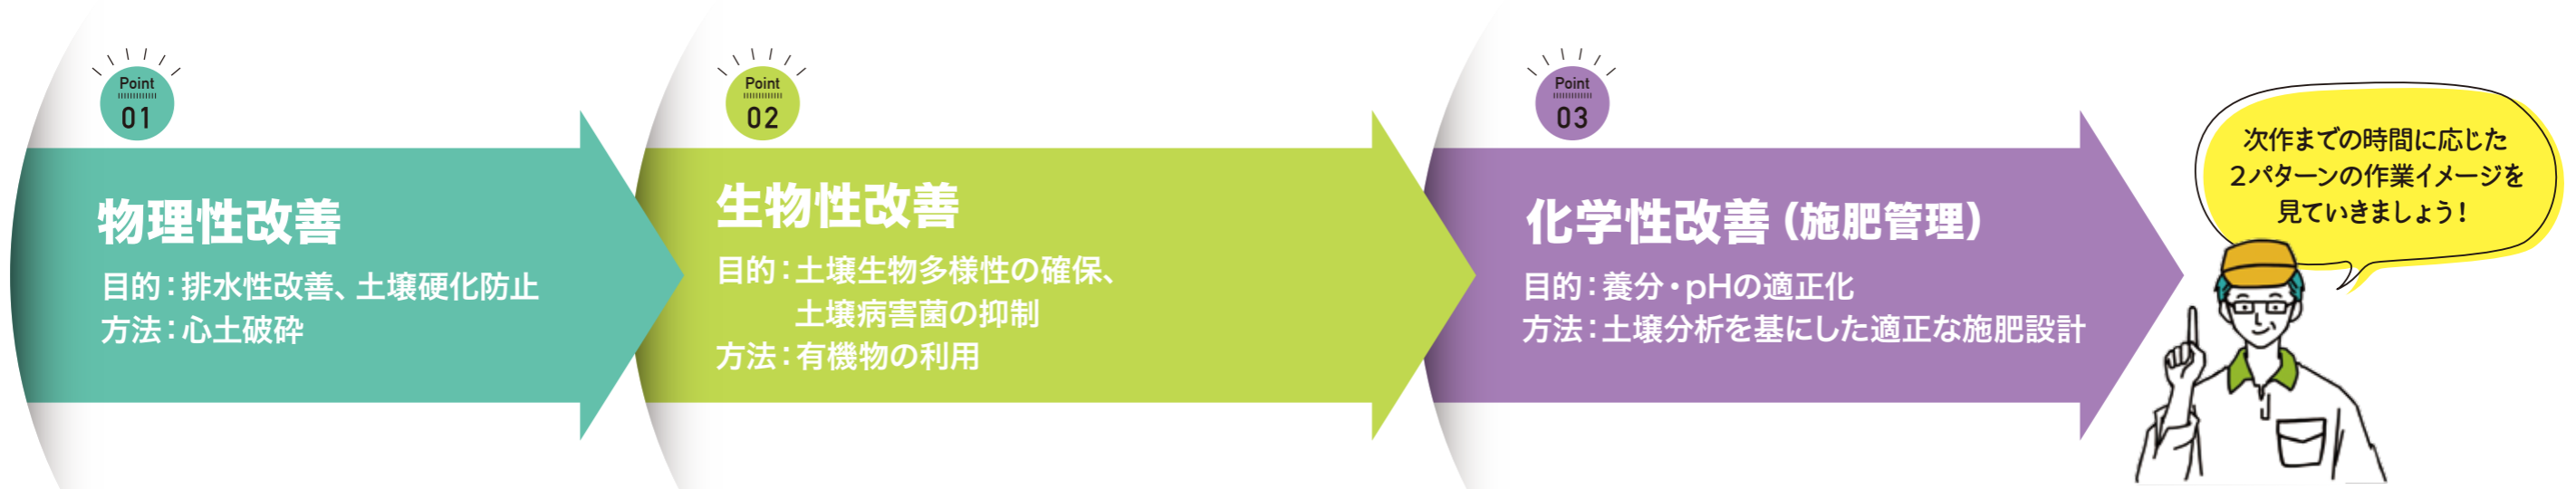 Point
01
物理性改善
目的：排水性改善、土壌硬化防止
方法：心土破砕
Point
02
生物性改善
目的：土壌生物多様性の確保、
土壌病害菌の抑制
方法：有機物の利用
Point
03
化学性改善（施肥管理）
目的：養分・pHの適正化
方法：土壌分析を基にした適正な施肥設計
次作までの時間に応じた
2パターンの作業イメージを
見ていきましょう！